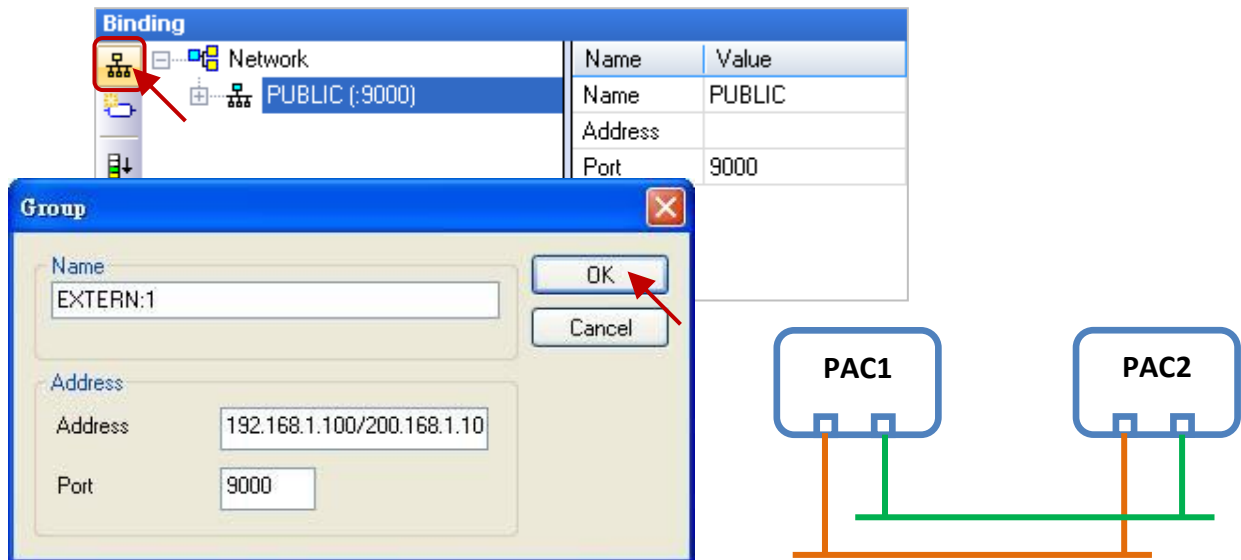 Binding
Network
PUBLIC (:9000)
Name Value
Name PUBLIC
Address
Port 9000
Group
Name
EXTERN:1
OK
Cancel
Address
Address 192.168.1.100/200.168.1.10
Port 9000
PAC1
PAC2